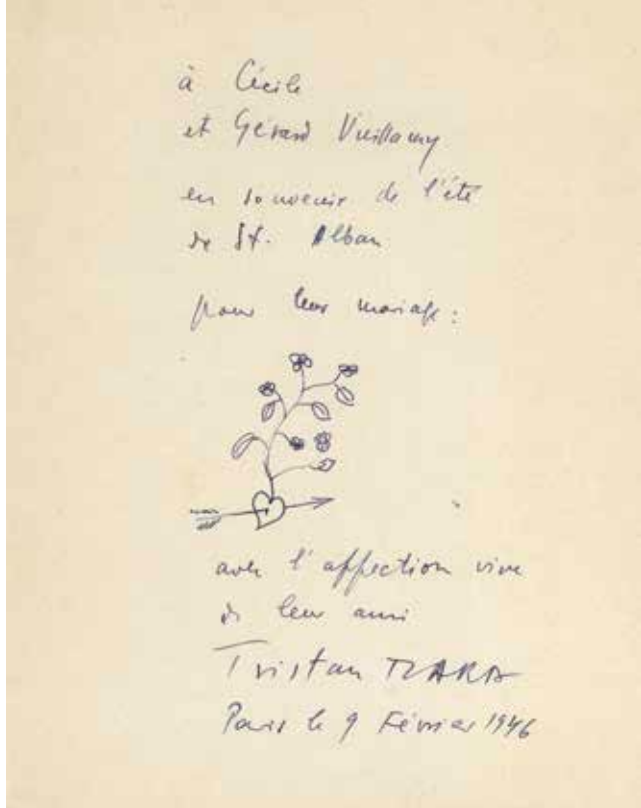 à Cécile
et Gérard Vulliamy
en souvenir de l'été
de St. Alban
pour leur mariage :
avec l'affection vive
de leur ami
Tristan TZARA
Paris le 9 Février 1946